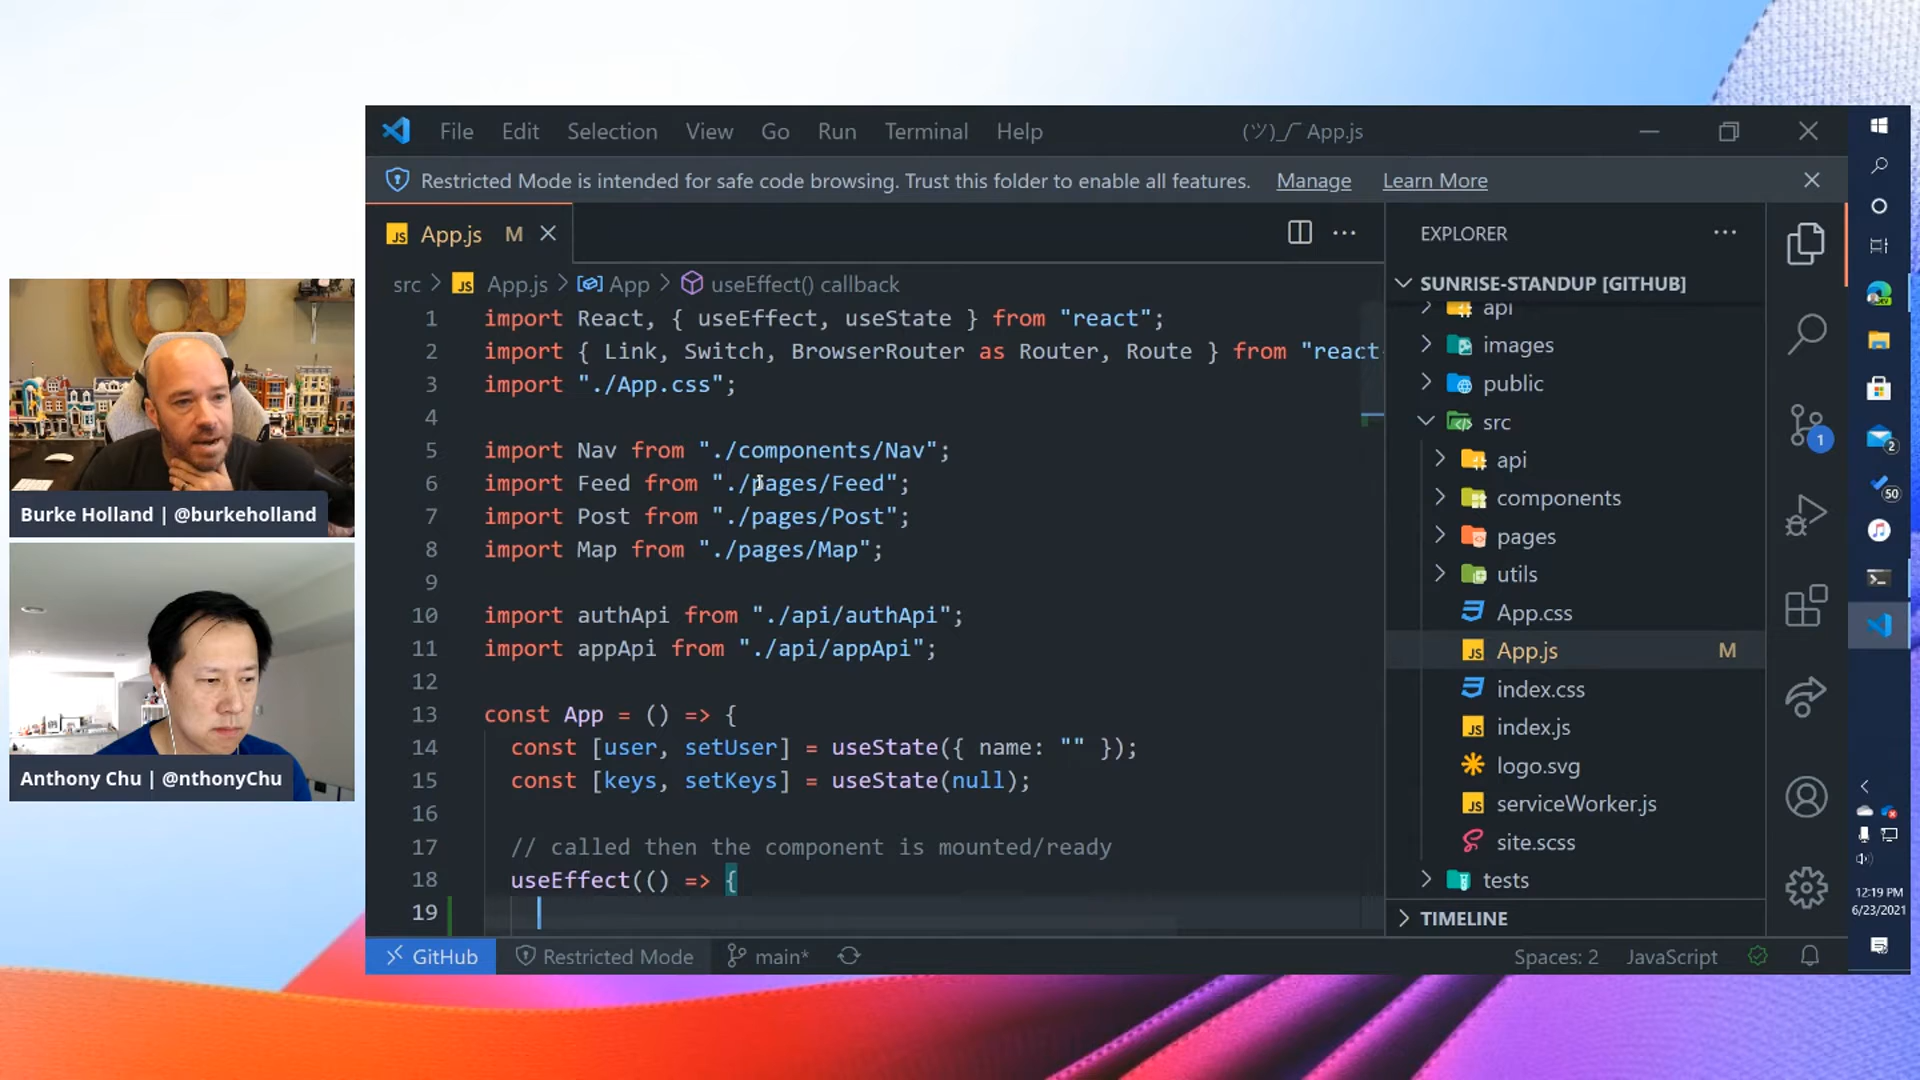 File Edit Selection View Go Run Terminal Help (ツ)_/¯ App.js
Restricted Mode is intended for safe code browsing. Trust this folder to enable all features. Manage Learn More
App.js M
src > App.js > App > useEffect() callback
1 import React, { useEffect, useState } from "react";
2 import { Link, Switch, BrowserRouter as Router, Route } from "react
3 import "./App.css";
4
5 import Nav from "./components/Nav";
6 import Feed from "./pages/Feed";
7 import Post from "./pages/Post";
8 import Map from "./pages/Map";
9
10 import authApi from "./api/authApi";
11 import appApi from "./api/appApi";
12
13 const App = () => {
14 const [user, setUser] = useState({ name: "" });
15 const [keys, setKeys] = useState(null);
16
17 // called then the component is mounted/ready
18 useEffect(() => {
19
EXPLORER
SUNRISE-STANDUP [GITHUB]
api
images
public
src
api
components
pages
utils
App.css
App.js M
index.css
index.js
logo.svg
serviceWorker.js
site.scss
tests
TIMELINE
GitHub Restricted Mode main* Spaces: 2 JavaScript
1
2
50
12:19 PM
6/23/2021
Burke Holland | @burkeholland
Anthony Chu | @nthonyChu